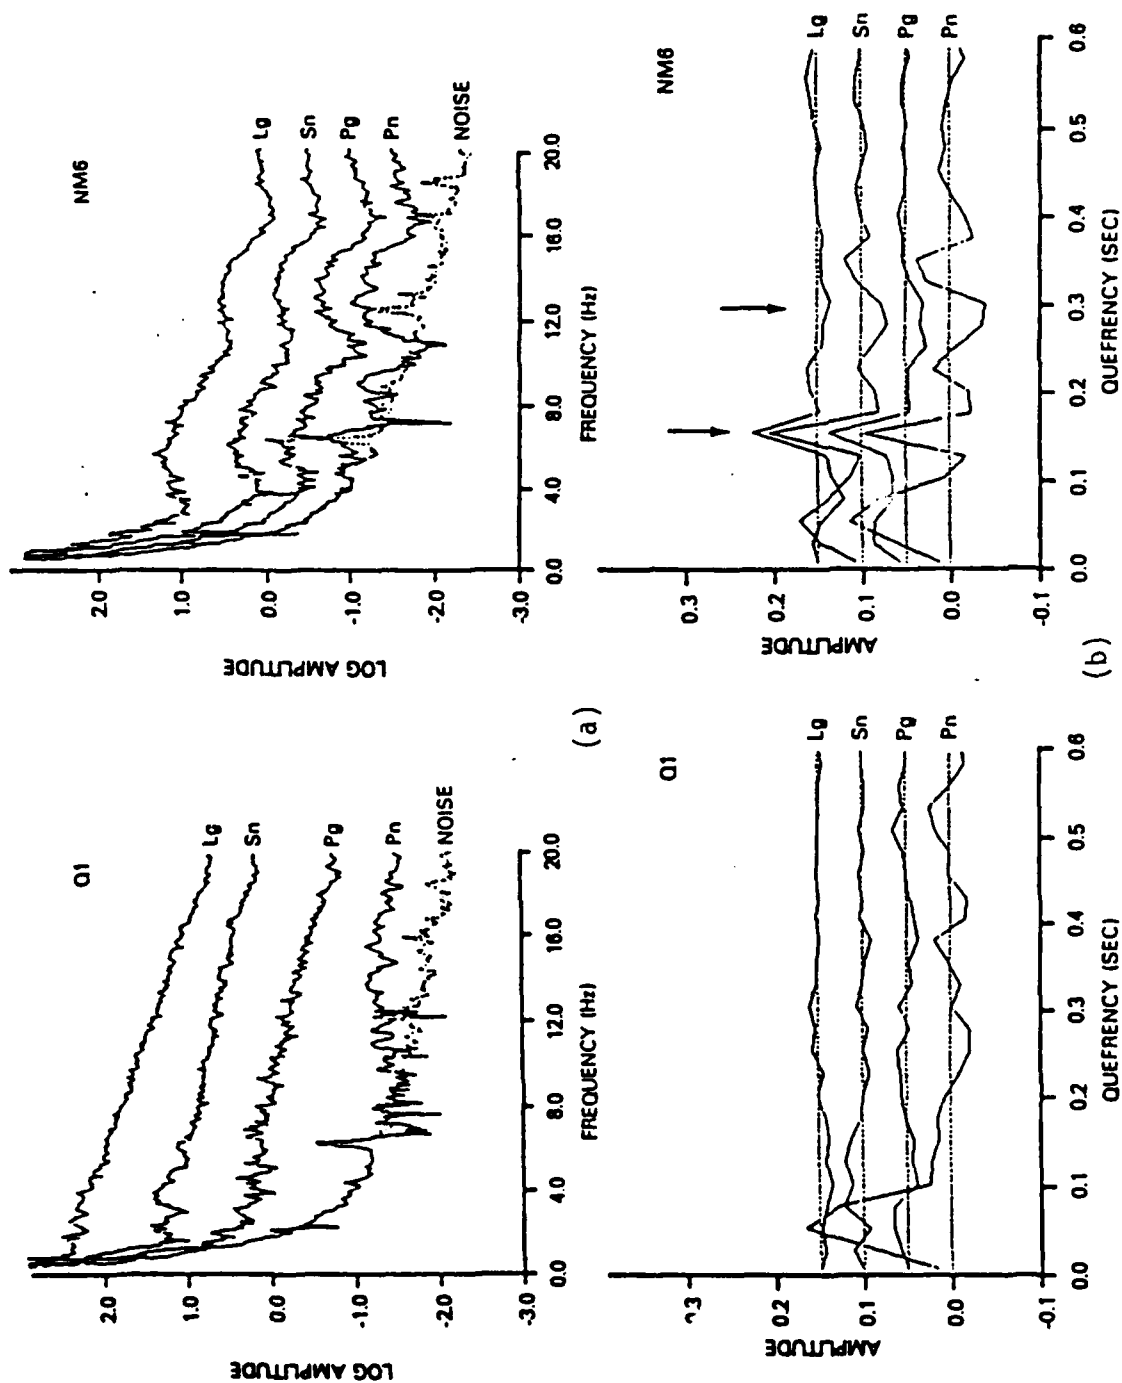 Q1
LOG AMPLITUDE
2.0
1.0
0.0
-1.0
-2.0
-3.0
Lg
Sn
Pg
Pn
NOISE
0.0 4.0 8.0 12.0 16.0 20.0
FREQUENCY (Hz)
NM6
LOG AMPLITUDE
2.0
1.0
0.0
-1.0
-2.0
-3.0
Lg
Sn
Pg
Pn
NOISE
0.0 4.0 8.0 12.0 16.0 20.0
FREQUENCY (Hz)
(a)
Q1
AMPLITUDE
0.3
0.2
0.1
0.0
-0.1
Lg
Sn
Pg
Pn
0.0 0.1 0.2 0.3 0.4 0.5 0.6
QUEFRENCY (SEC)
NM6
AMPLITUDE
0.3
0.2
0.1
0.0
-0.1
Lg
Sn
Pg
Pn
0.0 0.1 0.2 0.3 0.4 0.5 0.6
QUEFRENCY (SEC)
(b)